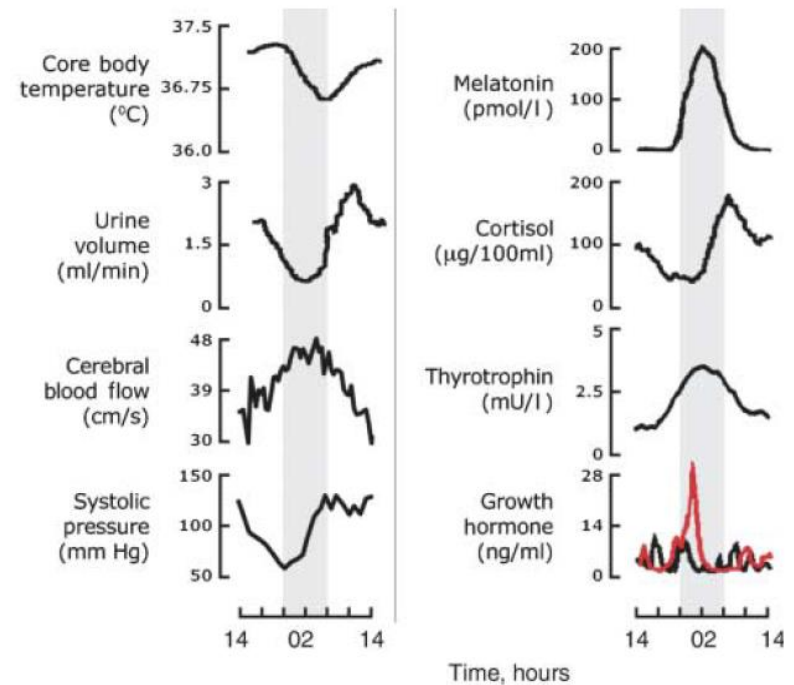 37.5
Core body
temperature
(⁰C)
36.75
36.0
3
Urine
volume
(ml/min)
1.5
0
48
Cerebral
blood flow
(cm/s)
39
30
150
Systolic
pressure
(mm Hg)
100
50
14 02 14
200
Melatonin
(pmol/l)
100
0
200
Cortisol
(µg/100ml)
100
0
5
Thyrotrophin
(mU/l)
2.5
0
28
Growth
hormone
(ng/ml)
14
0
14 02 14
Time, hours